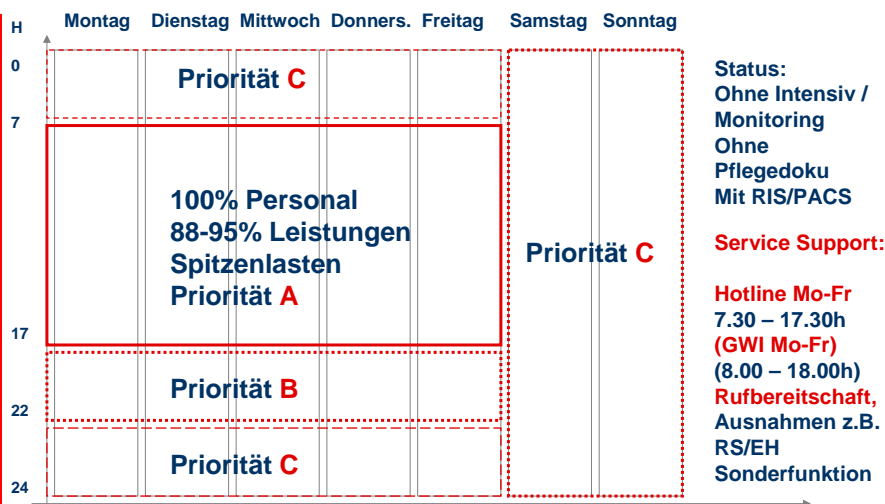 H
Montag Dienstag Mittwoch Donners. Freitag Samstag Sonntag
0
7
17
22
24
Priorität C
100% Personal
88-95% Leistungen
Spitzenlasten
Priorität A
Priorität B
Priorität C
Priorität C
Status:
Ohne Intensiv /
Monitoring
Ohne
Pflegedoku
Mit RIS/PACS
Service Support:
Hotline Mo-Fr
7.30 – 17.30h
(GWI Mo-Fr)
(8.00 – 18.00h)
Rufbereitschaft,
Ausnahmen z.B.
RS/EH
Sonderfunktion